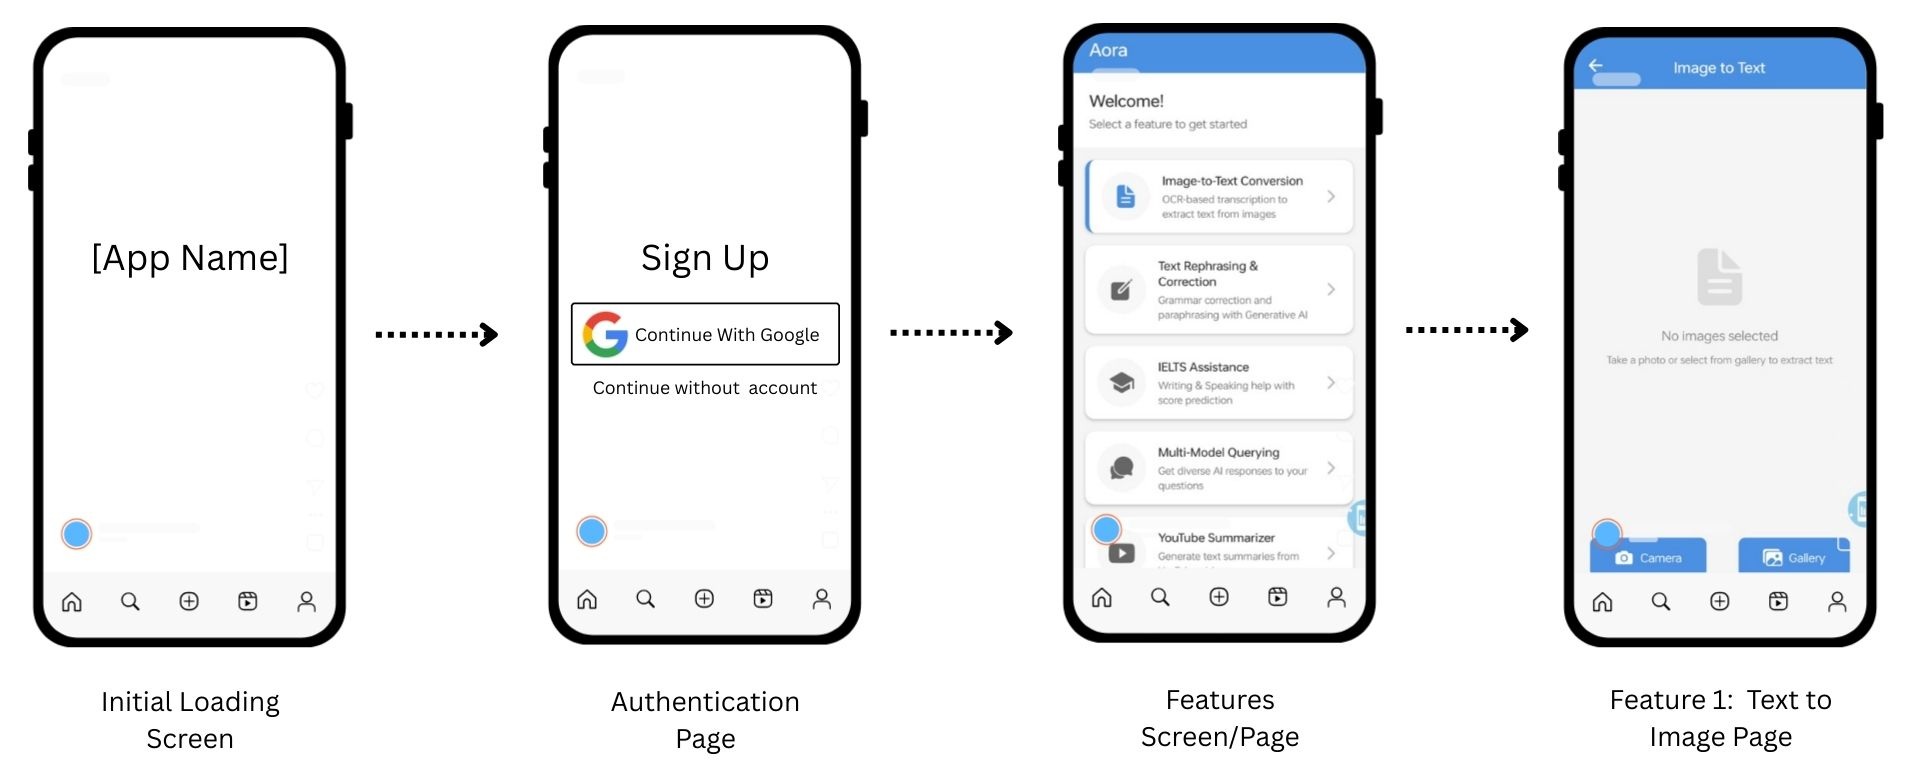 [App Name]
Initial Loading
Screen
Sign Up
Continue With Google
Continue without  account
Authentication
Page
Aora
Welcome!
Select a feature to get started
Image-to-Text Conversion
OCR-based transcription to
extract text from images
Text Rephrasing &
Correction
Grammar correction and
paraphrasing with Generative AI
IELTS Assistance
Writing & Speaking help with
score prediction
Multi-Model Querying
Get diverse AI responses to your
questions
YouTube Summarizer
Generate text summaries from
Features
Screen/Page
Image to Text
No images selected
Take a photo or select from gallery to extract text
Camera
Gallery
Feature 1:  Text to
Image Page